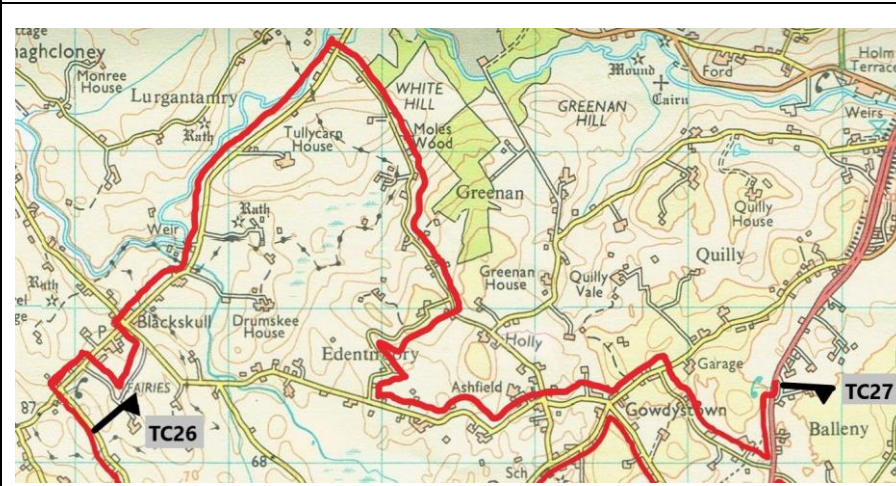 ttage
naghcloney
Monree
House
Lurgantamry
Rath
Tullycarn
House
WHITE
HILL
Moles
Wood
Mound
Cairn
Ford
Holm
Terrace
GREENAN
HILL
Weirs
Greenan
Rath
Weir
Quilly
House
Quilly
Greenan
House
Quilly
Vale
Rath
Blackskull
P
Drumskee
House
Holly
Garage
Ashfield
FAIRIES
87
TC26
TC27
Gowdystown
Balleny
68
70
Sch